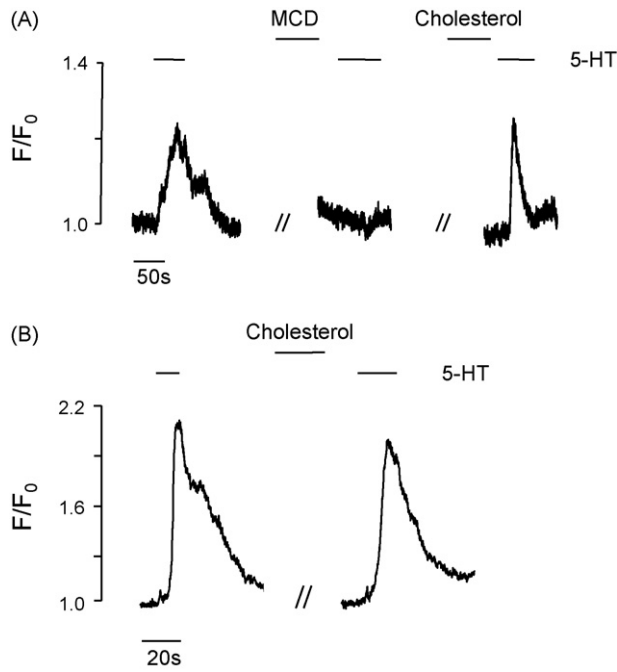 (A)
MCD Cholesterol
5-HT
1.4
F/F0
1.0
// //
50s
(B)
Cholesterol
5-HT
2.2
F/F0
1.6
1.0
//
20s